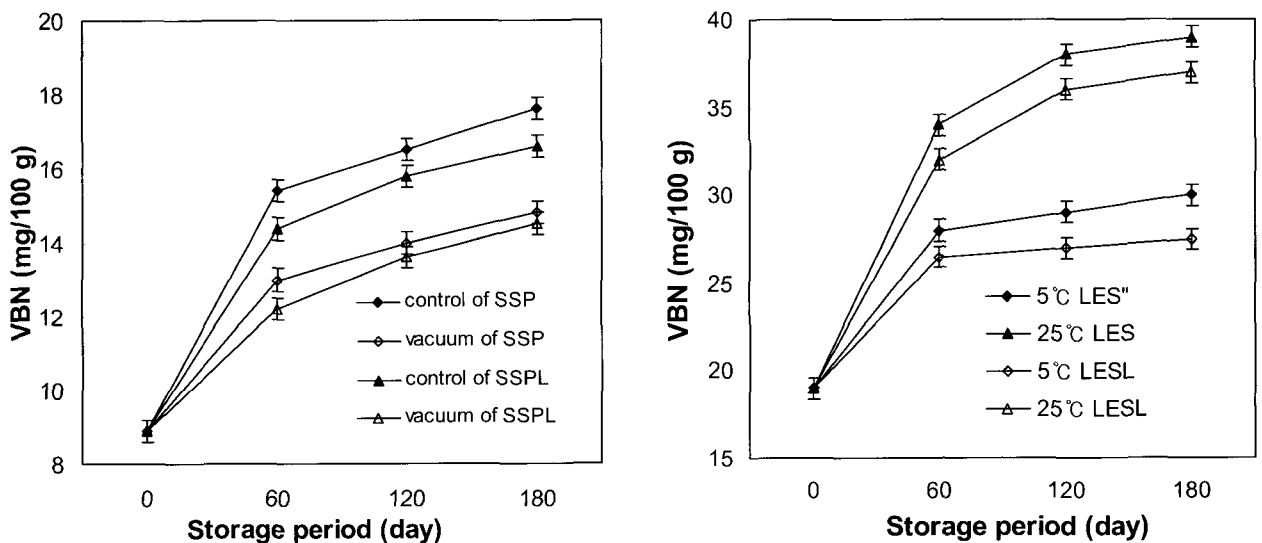 VBN (mg/100 g)
20
18
16
14
12
10
8
control of SSP
vacuum of SSP
control of SSPL
vacuum of SSPL
0 60 120 180
Storage period (day)
VBN (mg/100 g)
40
35
30
25
20
15
5℃ LES"
25℃ LES
5℃ LESL
25℃ LESL
0 60 120 180
Storage period (day)